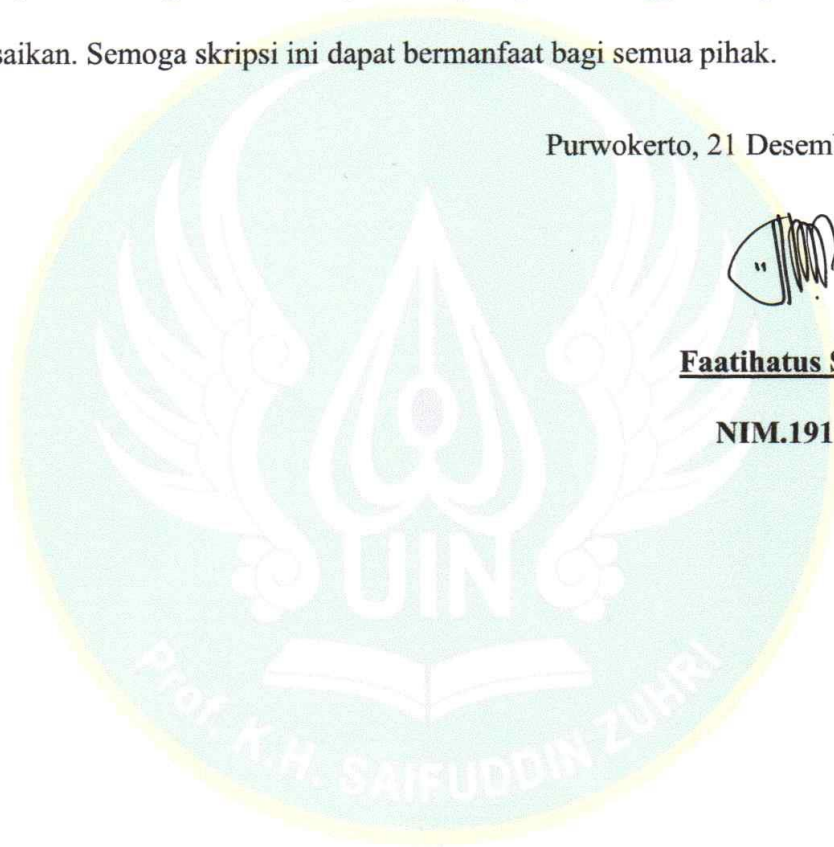 saikan. Semoga skripsi ini dapat bermanfaat bagi semua pihak.
Purwokerto, 21 Desem
Faatihatus S
NIM.191
UIN
Prof. K.H. SAIFUDDIN ZUHRI